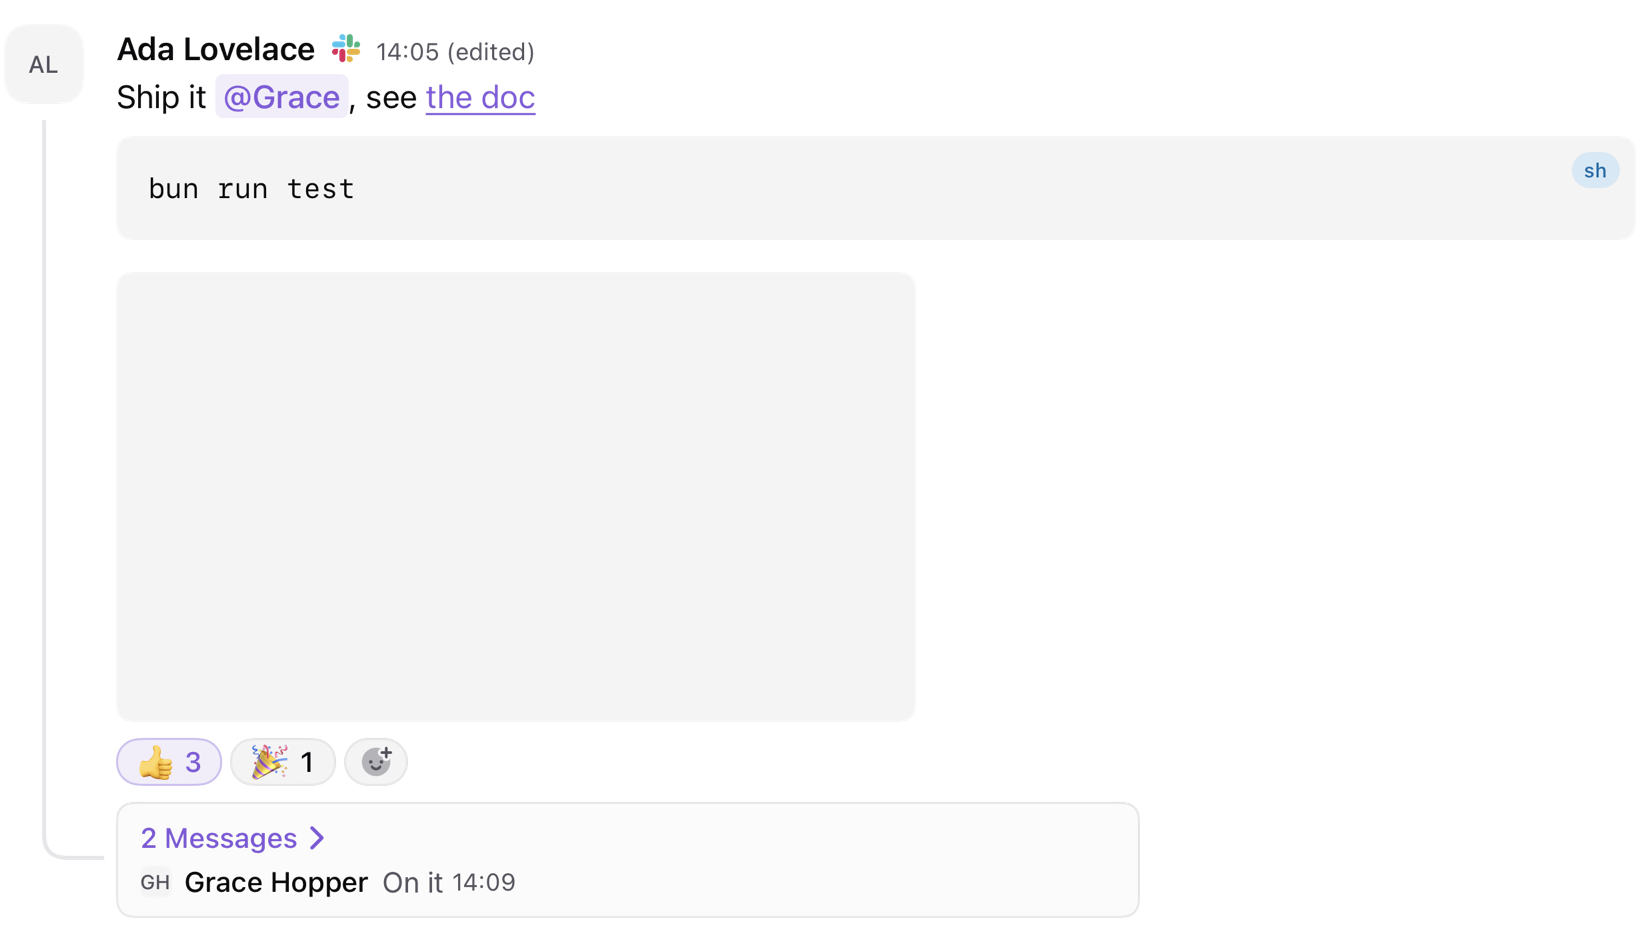 AL
Ada Lovelace 14:05 (edited)
Ship it @Grace, see the doc
sh
bun run test
👍 3 🎉 1
2 Messages
GH Grace Hopper On it 14:09